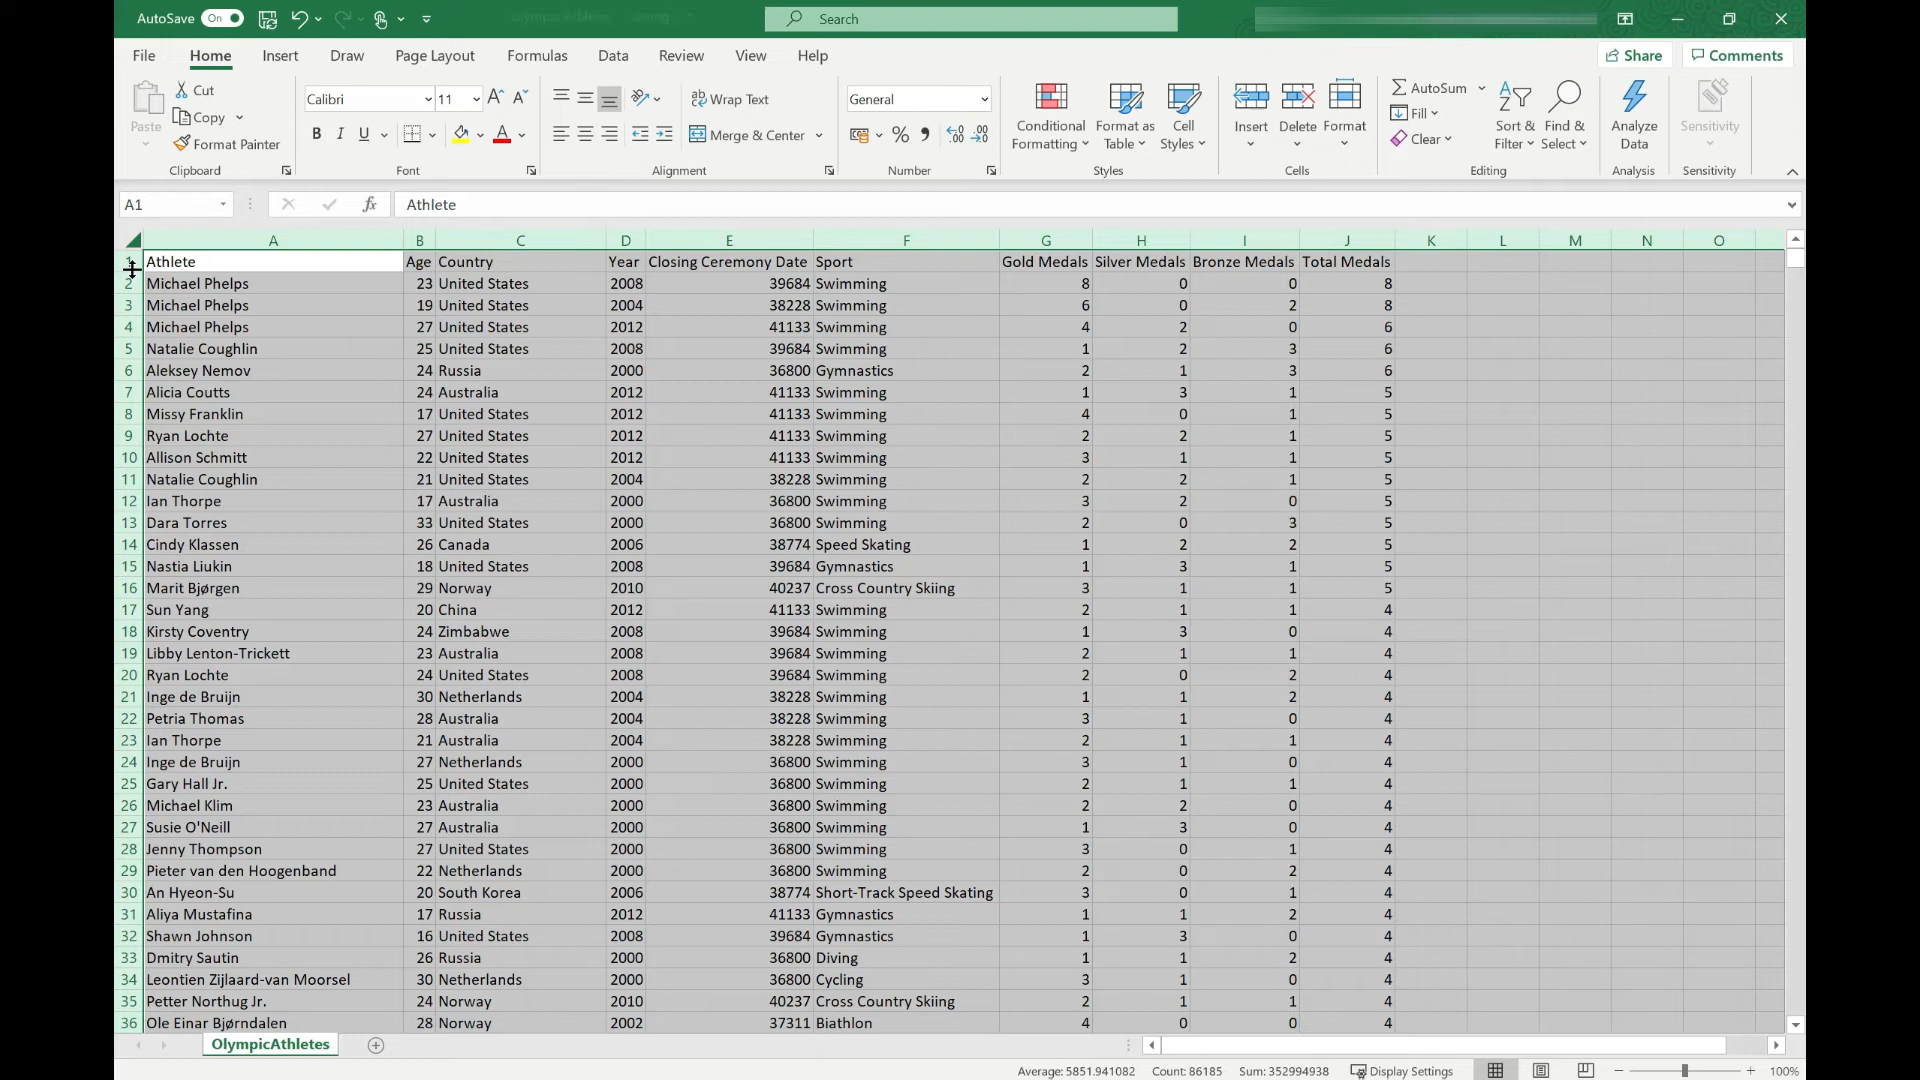 AutoSave On Search
File Home Insert Draw Page Layout Formulas Data Review View Help Share Comments
Paste Cut Copy Format Painter Calibri 11 B I U A A A ab Wrap Text Merge & Center General % Conditional Formatting Format as Table Cell Styles Insert Delete Format AutoSum Fill Clear Sort & Filter Find & Select Analyze Data Sensitivity
Clipboard Font Alignment Number Styles Cells Editing Analysis Sensitivity
A1 fx Athlete
A B C D E F G H I J K L M N O
1 Athlete Age Country Year Closing Ceremony Date Sport Gold Medals Silver Medals Bronze Medals Total Medals
2 Michael Phelps 23 United States 2008 39684 Swimming 8 0 0 8
3 Michael Phelps 19 United States 2004 38228 Swimming 6 0 2 8
4 Michael Phelps 27 United States 2012 41133 Swimming 4 2 0 6
5 Natalie Coughlin 25 United States 2008 39684 Swimming 1 2 3 6
6 Aleksey Nemov 24 Russia 2000 36800 Gymnastics 2 1 3 6
7 Alicia Coutts 24 Australia 2012 41133 Swimming 1 3 1 5
8 Missy Franklin 17 United States 2012 41133 Swimming 4 0 1 5
9 Ryan Lochte 27 United States 2012 41133 Swimming 2 2 1 5
10 Allison Schmitt 22 United States 2012 41133 Swimming 3 1 1 5
11 Natalie Coughlin 21 United States 2004 38228 Swimming 2 2 1 5
12 Ian Thorpe 17 Australia 2000 36800 Swimming 3 2 0 5
13 Dara Torres 33 United States 2000 36800 Swimming 2 0 3 5
14 Cindy Klassen 26 Canada 2006 38774 Speed Skating 1 2 2 5
15 Nastia Liukin 18 United States 2008 39684 Gymnastics 1 3 1 5
16 Marit Bjørgen 29 Norway 2010 40237 Cross Country Skiing 3 1 1 5
17 Sun Yang 20 China 2012 41133 Swimming 2 1 1 4
18 Kirsty Coventry 24 Zimbabwe 2008 39684 Swimming 1 3 0 4
19 Libby Lenton-Trickett 23 Australia 2008 39684 Swimming 2 1 1 4
20 Ryan Lochte 24 United States 2008 39684 Swimming 2 0 2 4
21 Inge de Bruijn 30 Netherlands 2004 38228 Swimming 1 1 2 4
22 Petria Thomas 28 Australia 2004 38228 Swimming 3 1 0 4
23 Ian Thorpe 21 Australia 2004 38228 Swimming 2 1 1 4
24 Inge de Bruijn 27 Netherlands 2000 36800 Swimming 3 1 0 4
25 Gary Hall Jr. 25 United States 2000 36800 Swimming 2 1 1 4
26 Michael Klim 23 Australia 2000 36800 Swimming 2 2 0 4
27 Susie O'Neill 27 Australia 2000 36800 Swimming 1 3 0 4
28 Jenny Thompson 27 United States 2000 36800 Swimming 3 0 1 4
29 Pieter van den Hoogenband 22 Netherlands 2000 36800 Swimming 2 0 2 4
30 An Hyeon-Su 20 South Korea 2006 38774 Short-Track Speed Skating 3 0 1 4
31 Aliya Mustafina 17 Russia 2012 41133 Gymnastics 1 1 2 4
32 Shawn Johnson 16 United States 2008 39684 Gymnastics 1 3 0 4
33 Dmitry Sautin 26 Russia 2000 36800 Diving 1 1 2 4
34 Leontien Zijlaard-van Moorsel 30 Netherlands 2000 36800 Cycling 3 1 0 4
35 Petter Northug Jr. 24 Norway 2010 40237 Cross Country Skiing 2 1 1 4
36 Ole Einar Bjørndalen 28 Norway 2002 37311 Biathlon 4 0 0 4
OlympicAthletes
Average: 5851.941082 Count: 86185 Sum: 352994938 Display Settings 100%